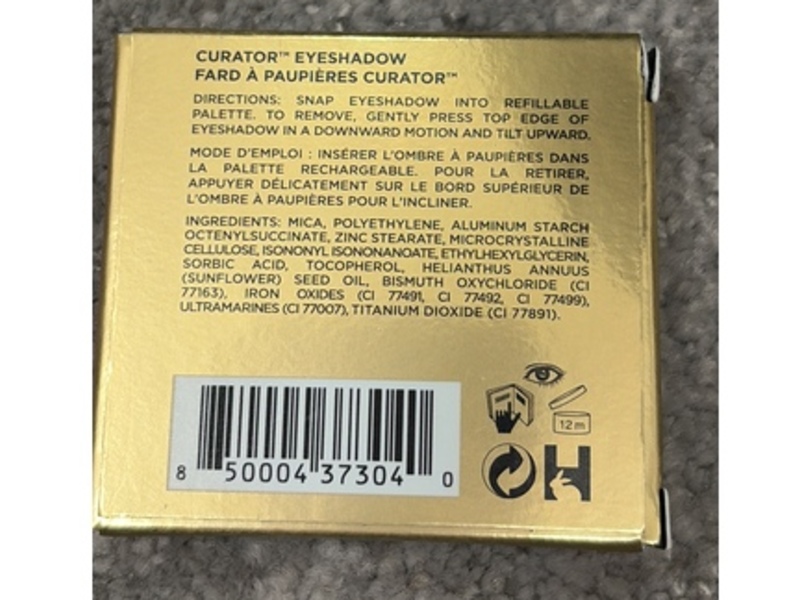 CURATOR™ EYESHADOW
FARD À PAUPIÈRES CURATOR™
DIRECTIONS: SNAP EYESHADOW INTO REFILLABLE
PALETTE. TO REMOVE, GENTLY PRESS TOP EDGE OF
EYESHADOW IN A DOWNWARD MOTION AND TILT UPWARD.
MODE D'EMPLOI : INSÉRER L'OMBRE À PAUPIÈRES DANS
LA PALETTE RECHARGEABLE. POUR LA RETIRER,
APPUYER DÉLICATEMENT SUR LE BORD SUPÉRIEUR DE
L'OMBRE À PAUPIÈRES POUR L'INCLINER.
INGREDIENTS: MICA, POLYETHYLENE, ALUMINUM STARCH
OCTENYLSUCCINATE, ZINC STEARATE, MICROCRYSTALLINE
CELLULOSE, ISONONYL ISONONANOATE, ETHYLHEXYLGLYCERIN,
SORBIC ACID, TOCOPHEROL, HELIANTHUS ANNUUS
(SUNFLOWER) SEED OIL, BISMUTH OXYCHLORIDE (CI
77163), IRON OXIDES (CI 77491, CI 77492, CI 77499),
ULTRAMARINES (CI 77007), TITANIUM DIOXIDE (CI 77891).
12 m
H
8 50004 37304 0